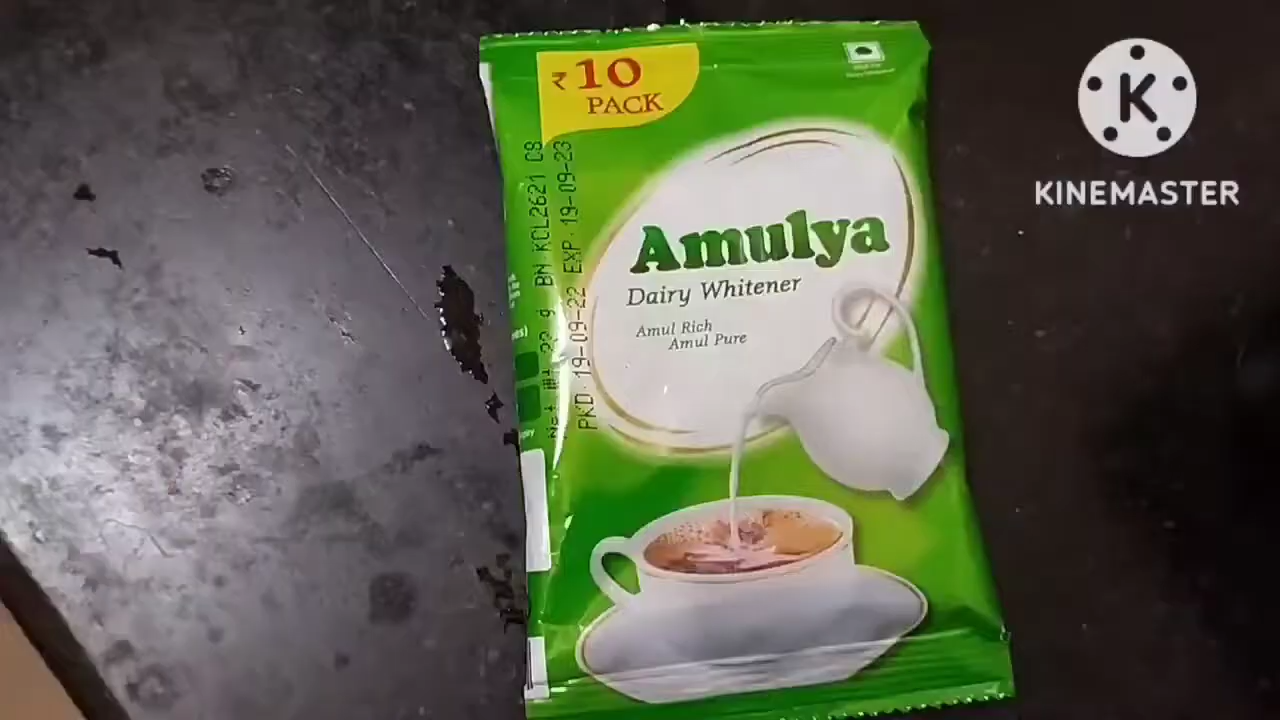 ₹ 10
PACK
Amulya
Dairy Whitener
Amul Rich
Amul Pure
BN KCL2621 08
PKD. 19-09-22 EXP. 19-09-23
K
KINEMASTER